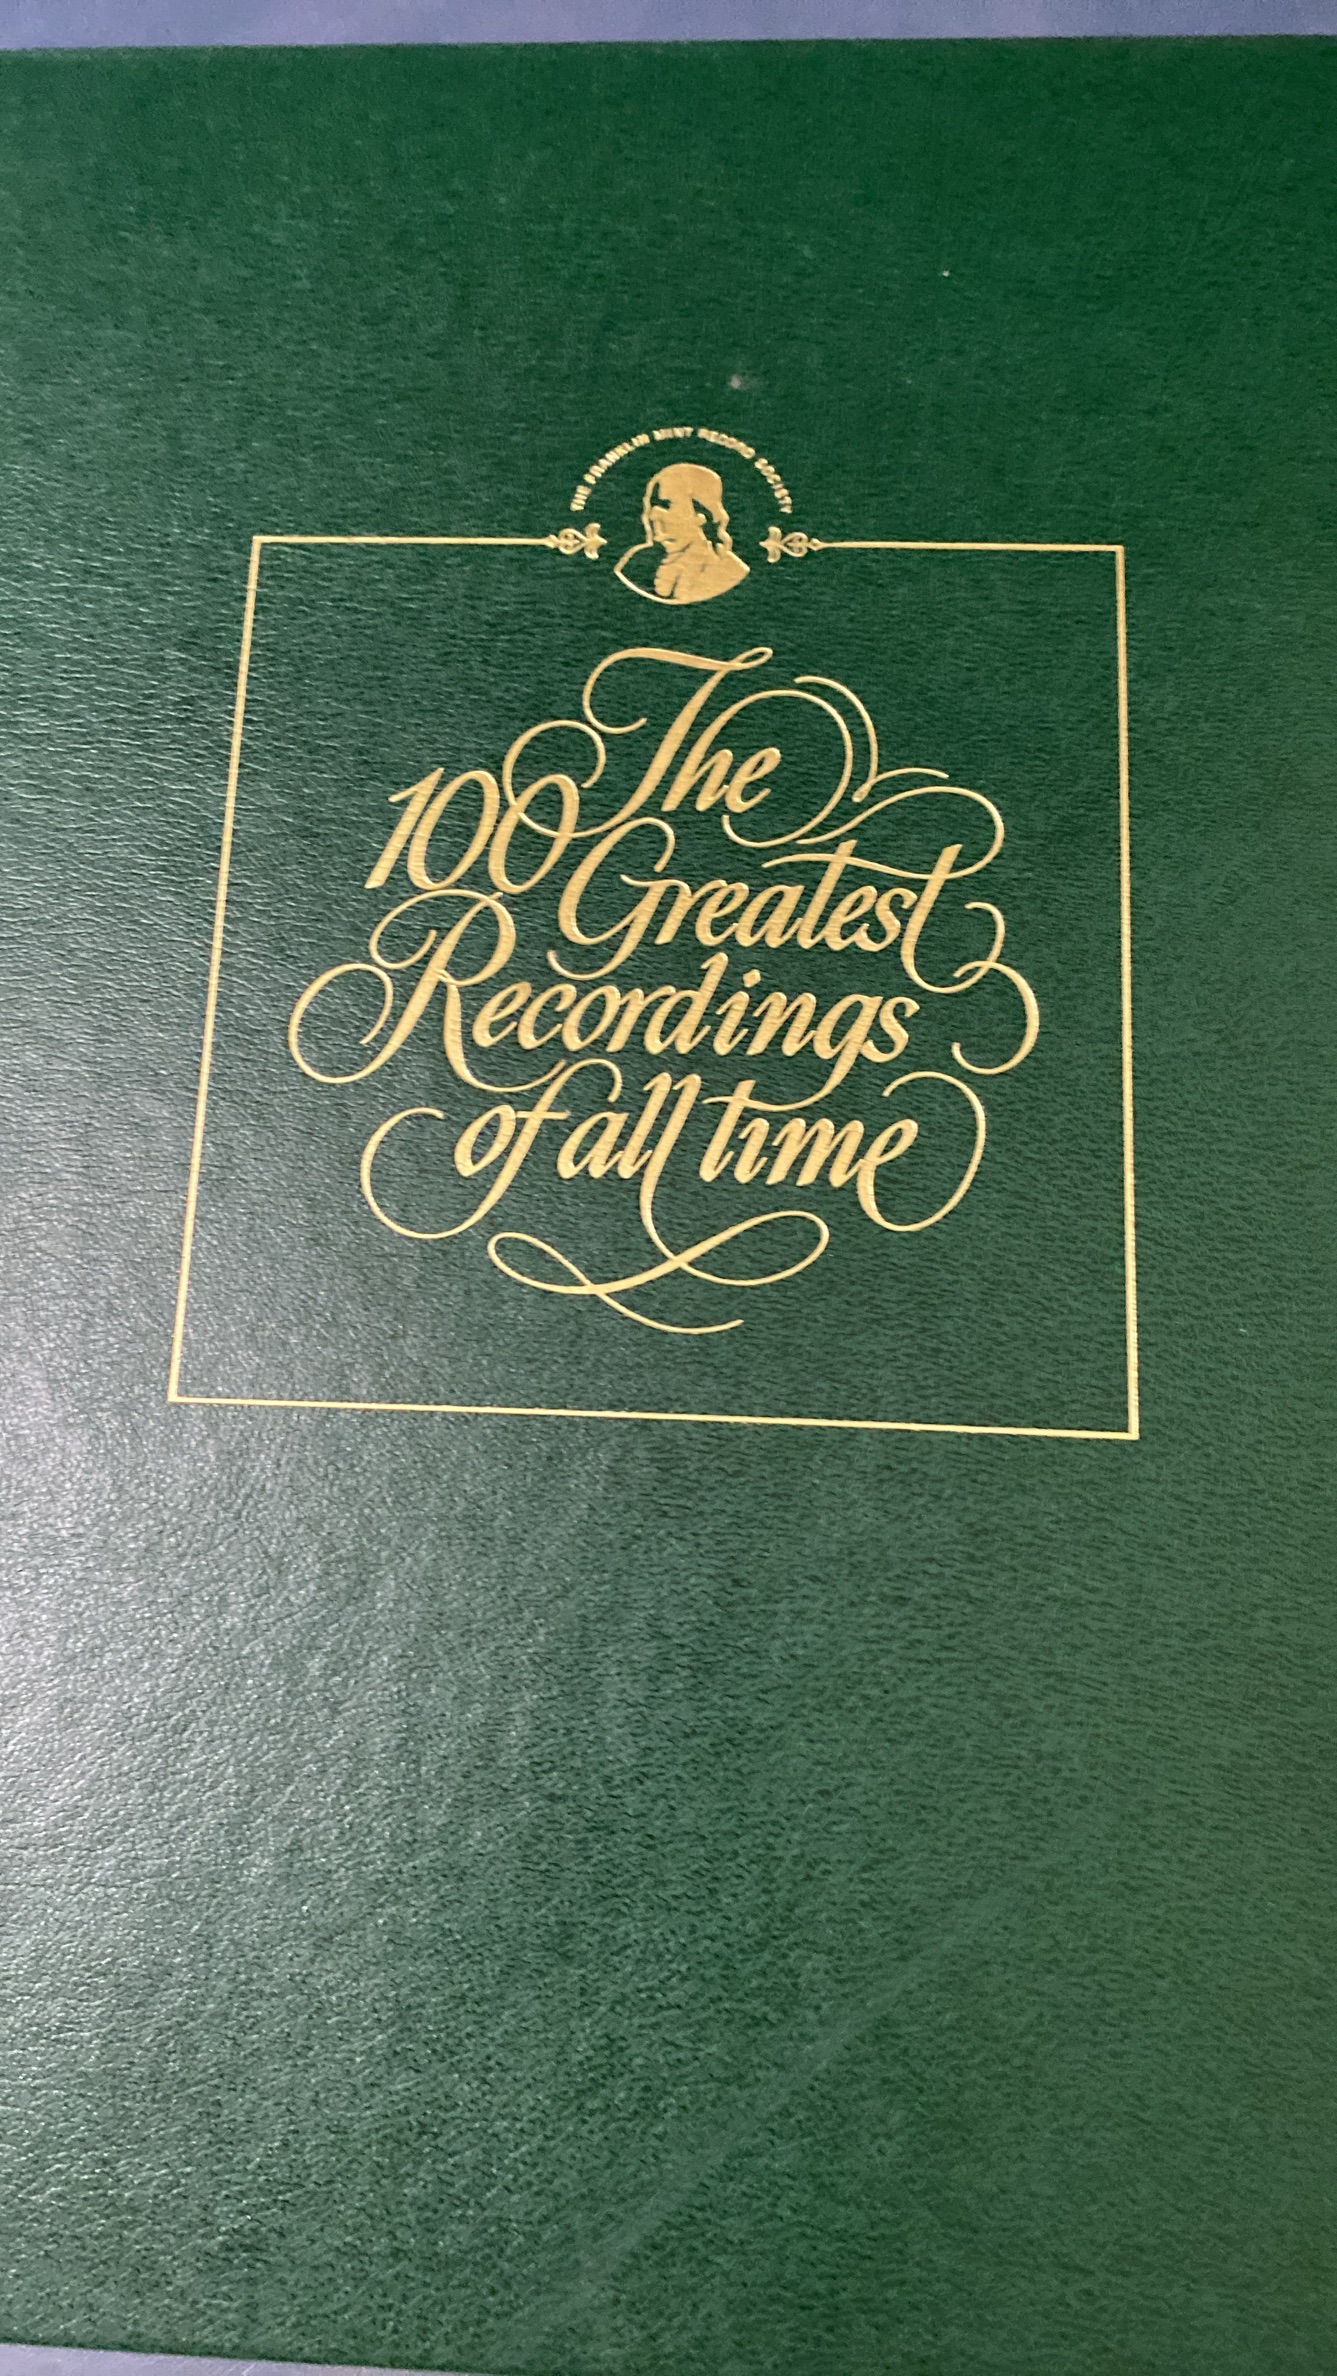 THE FRANKLIN MINT RECORD SOCIETY
The
100 Greatest
Recordings
of all time